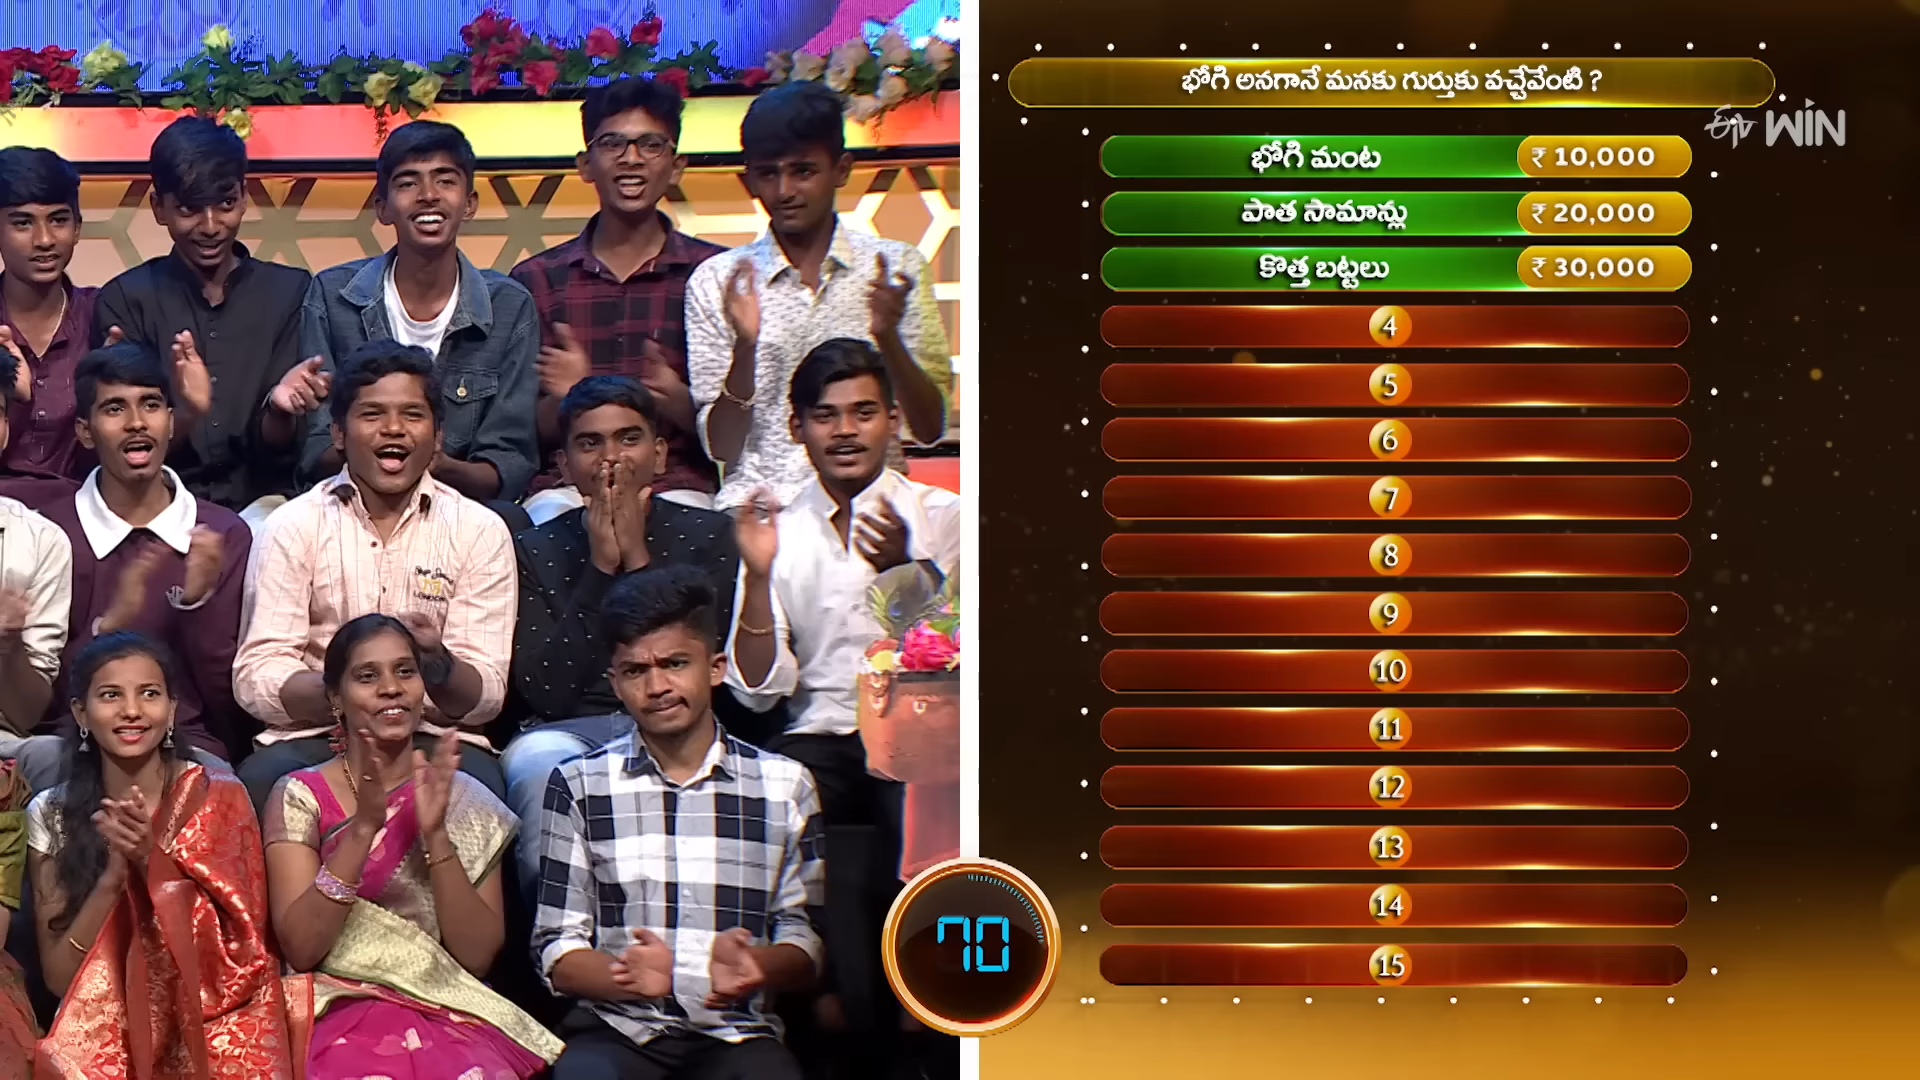 భోగి అనగానే మనకు గుర్తుకు వచ్చేవేంటి ?
ఈtv WIN
భోగి మంట ₹ 10,000
పాత సామాన్లు ₹ 20,000
కొత్త బట్టలు ₹ 30,000
4
5
6
7
8
9
10
11
12
13
14
15
70